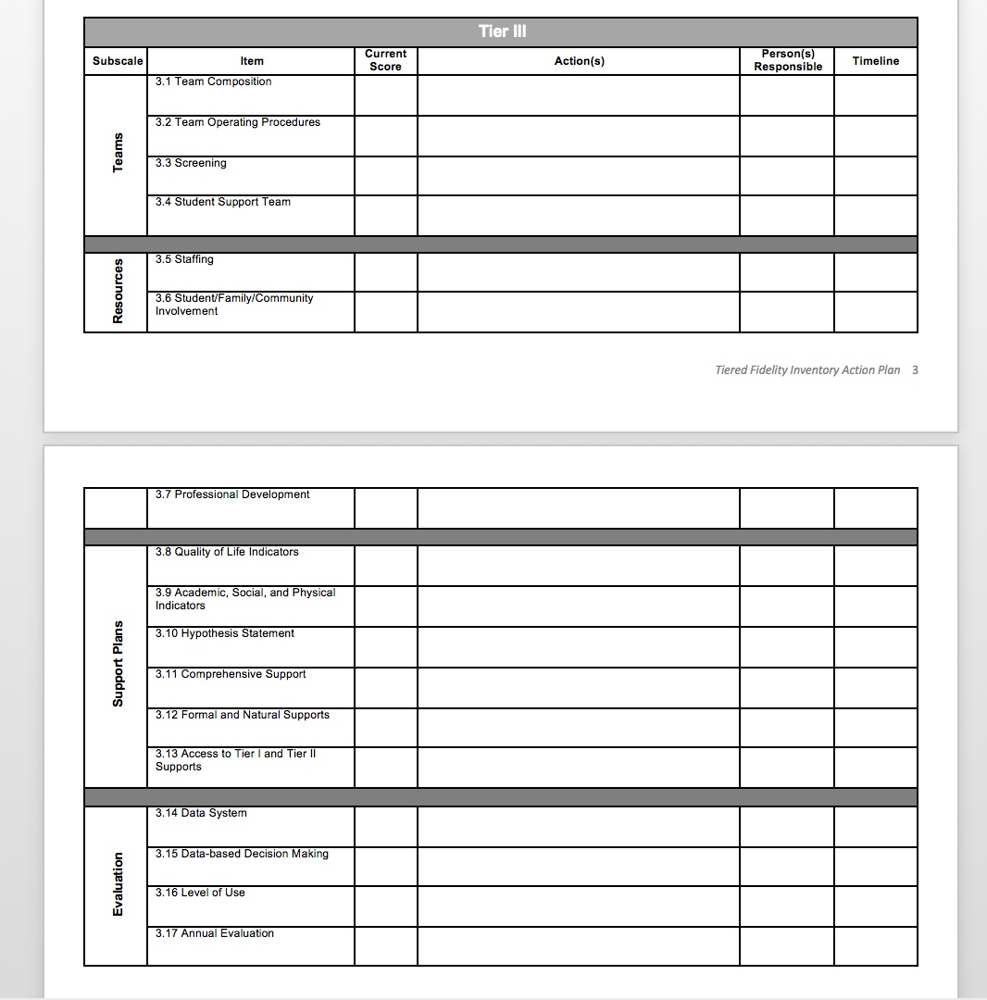 Tier III
Subscale Item Current Score Action(s) Person(s) Responsible Timeline
Teams
3.1 Team Composition
3.2 Team Operating Procedures
3.3 Screening
3.4 Student Support Team
Resources
3.5 Staffing
3.6 Student/Family/Community
Involvement
Tiered Fidelity Inventory Action Plan 3
3.7 Professional Development
Support Plans
3.8 Quality of Life Indicators
3.9 Academic, Social, and Physical
Indicators
3.10 Hypothesis Statement
3.11 Comprehensive Support
3.12 Formal and Natural Supports
3.13 Access to Tier I and Tier II
Supports
Evaluation
3.14 Data System
3.15 Data-based Decision Making
3.16 Level of Use
3.17 Annual Evaluation